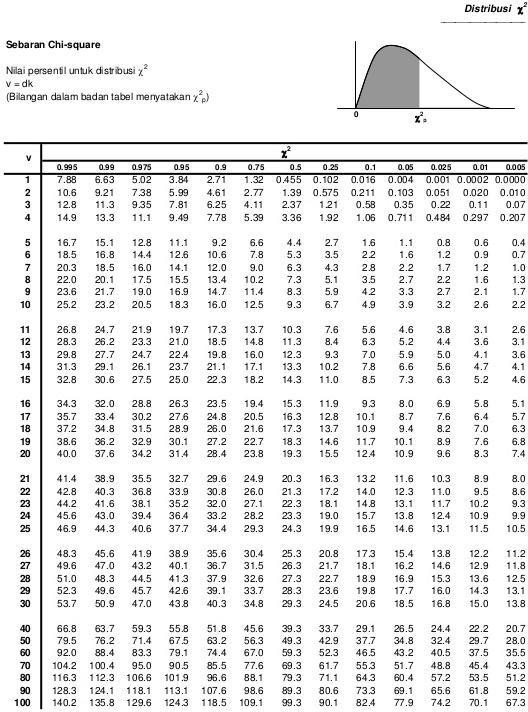 Distribusi χ²
Sebaran Chi-square
Nilai persentil untuk distribusi χ²
v = dk
(Bilangan dalam badan tabel menyatakan χ²p)
0
χ²p
v χ²
0.995 0.99 0.975 0.95 0.9 0.75 0.5 0.25 0.1 0.05 0.025 0.01 0.005
1 7.88 6.63 5.02 3.84 2.71 1.32 0.455 0.102 0.016 0.004 0.001 0.0002 0.0000
2 10.6 9.21 7.38 5.99 4.61 2.77 1.39 0.575 0.211 0.103 0.051 0.020 0.010
3 12.8 11.3 9.35 7.81 6.25 4.11 2.37 1.21 0.58 0.35 0.22 0.11 0.07
4 14.9 13.3 11.1 9.49 7.78 5.39 3.36 1.92 1.06 0.711 0.484 0.297 0.207
5 16.7 15.1 12.8 11.1 9.2 6.6 4.4 2.7 1.6 1.1 0.8 0.6 0.4
6 18.5 16.8 14.4 12.6 10.6 7.8 5.3 3.5 2.2 1.6 1.2 0.9 0.7
7 20.3 18.5 16.0 14.1 12.0 9.0 6.3 4.3 2.8 2.2 1.7 1.2 1.0
8 22.0 20.1 17.5 15.5 13.4 10.2 7.3 5.1 3.5 2.7 2.2 1.6 1.3
9 23.6 21.7 19.0 16.9 14.7 11.4 8.3 5.9 4.2 3.3 2.7 2.1 1.7
10 25.2 23.2 20.5 18.3 16.0 12.5 9.3 6.7 4.9 3.9 3.2 2.6 2.2
11 26.8 24.7 21.9 19.7 17.3 13.7 10.3 7.6 5.6 4.6 3.8 3.1 2.6
12 28.3 26.2 23.3 21.0 18.5 14.8 11.3 8.4 6.3 5.2 4.4 3.6 3.1
13 29.8 27.7 24.7 22.4 19.8 16.0 12.3 9.3 7.0 5.9 5.0 4.1 3.6
14 31.3 29.1 26.1 23.7 21.1 17.1 13.3 10.2 7.8 6.6 5.6 4.7 4.1
15 32.8 30.6 27.5 25.0 22.3 18.2 14.3 11.0 8.5 7.3 6.3 5.2 4.6
16 34.3 32.0 28.8 26.3 23.5 19.4 15.3 11.9 9.3 8.0 6.9 5.8 5.1
17 35.7 33.4 30.2 27.6 24.8 20.5 16.3 12.8 10.1 8.7 7.6 6.4 5.7
18 37.2 34.8 31.5 28.9 26.0 21.6 17.3 13.7 10.9 9.4 8.2 7.0 6.3
19 38.6 36.2 32.9 30.1 27.2 22.7 18.3 14.6 11.7 10.1 8.9 7.6 6.8
20 40.0 37.6 34.2 31.4 28.4 23.8 19.3 15.5 12.4 10.9 9.6 8.3 7.4
21 41.4 38.9 35.5 32.7 29.6 24.9 20.3 16.3 13.2 11.6 10.3 8.9 8.0
22 42.8 40.3 36.8 33.9 30.8 26.0 21.3 17.2 14.0 12.3 11.0 9.5 8.6
23 44.2 41.6 38.1 35.2 32.0 27.1 22.3 18.1 14.8 13.1 11.7 10.2 9.3
24 45.6 43.0 39.4 36.4 33.2 28.2 23.3 19.0 15.7 13.8 12.4 10.9 9.9
25 46.9 44.3 40.6 37.7 34.4 29.3 24.3 19.9 16.5 14.6 13.1 11.5 10.5
26 48.3 45.6 41.9 38.9 35.6 30.4 25.3 20.8 17.3 15.4 13.8 12.2 11.2
27 49.6 47.0 43.2 40.1 36.7 31.5 26.3 21.7 18.1 16.2 14.6 12.9 11.8
28 51.0 48.3 44.5 41.3 37.9 32.6 27.3 22.7 18.9 16.9 15.3 13.6 12.5
29 52.3 49.6 45.7 42.6 39.1 33.7 28.3 23.6 19.8 17.7 16.0 14.3 13.1
30 53.7 50.9 47.0 43.8 40.3 34.8 29.3 24.5 20.6 18.5 16.8 15.0 13.8
40 66.8 63.7 59.3 55.8 51.8 45.6 39.3 33.7 29.1 26.5 24.4 22.2 20.7
50 79.5 76.2 71.4 67.5 63.2 56.3 49.3 42.9 37.7 34.8 32.4 29.7 28.0
60 92.0 88.4 83.3 79.1 74.4 67.0 59.3 52.3 46.5 43.2 40.5 37.5 35.5
70 104.2 100.4 95.0 90.5 85.5 77.6 69.3 61.7 55.3 51.7 48.8 45.4 43.3
80 116.3 112.3 106.6 101.9 96.6 88.1 79.3 71.1 64.3 60.4 57.2 53.5 51.2
90 128.3 124.1 118.1 113.1 107.6 98.6 89.3 80.6 73.3 69.1 65.6 61.8 59.2
100 140.2 135.8 129.6 124.3 118.5 109.1 99.3 90.1 82.4 77.9 74.2 70.1 67.3